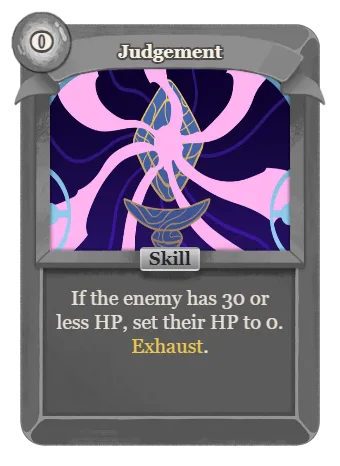 0
Judgement
Skill
If the enemy has 30 or
less HP, set their HP to 0.
Exhaust.